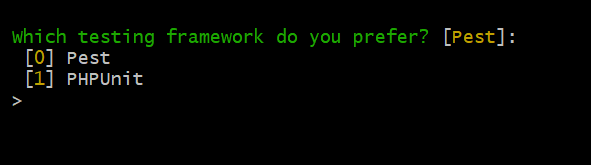 Which testing framework do you prefer? [Pest]:
[0] Pest
[1] PHPUnit
>